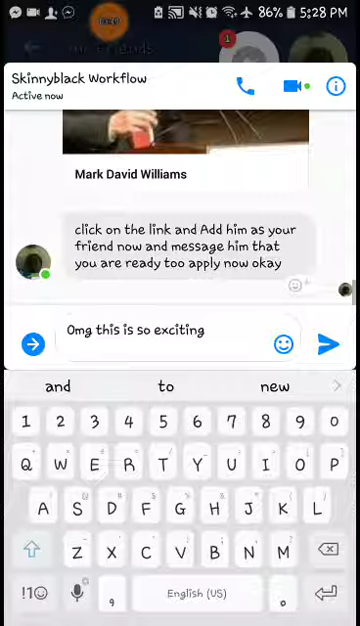 86% 5:28 PM
1
Skinnyblack Workflow
Active now
Mark David Williams
click on the link and Add him as your
friend now and message him that
you are ready too apply now okay
Omg this is so exciting
and to new
1 2 3 4 5 6 7 8 9 0
Q W E R T Y U I O P
A S D F G H J K L
Z X C V B N M
!1☺ , English (US) .